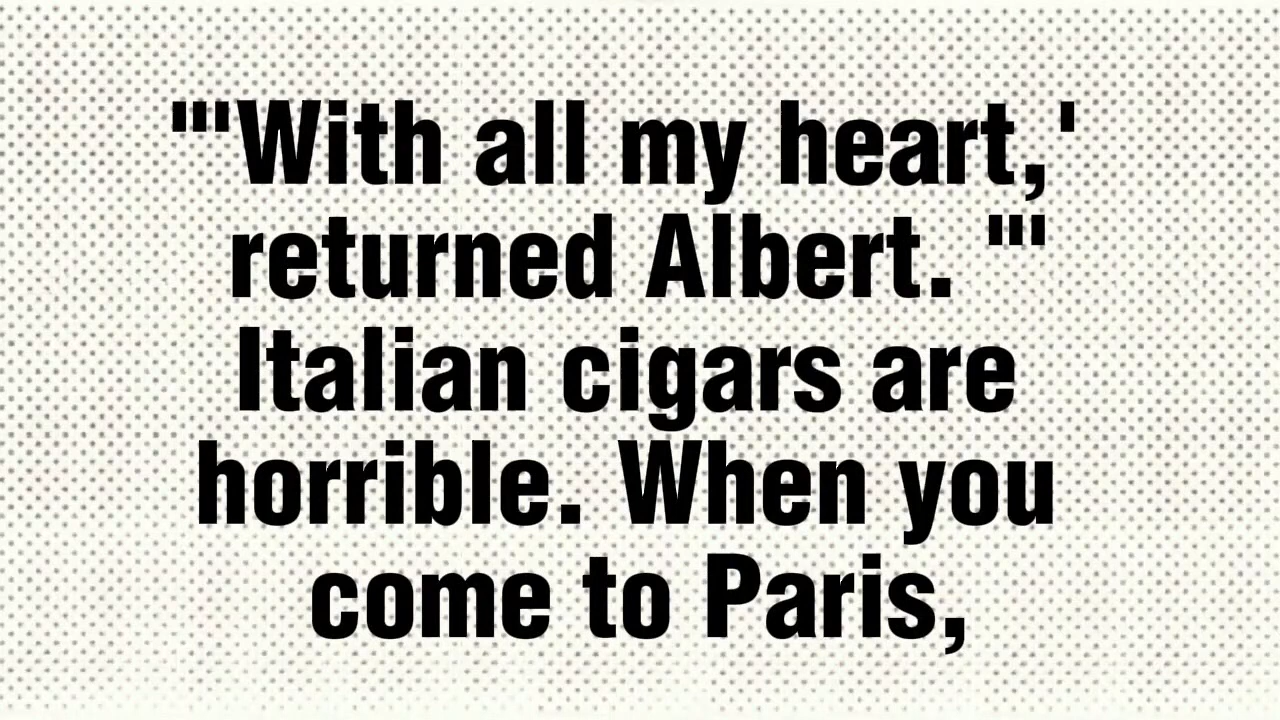 "'With all my heart,'
returned Albert. "'
Italian cigars are
horrible. When you
come to Paris,